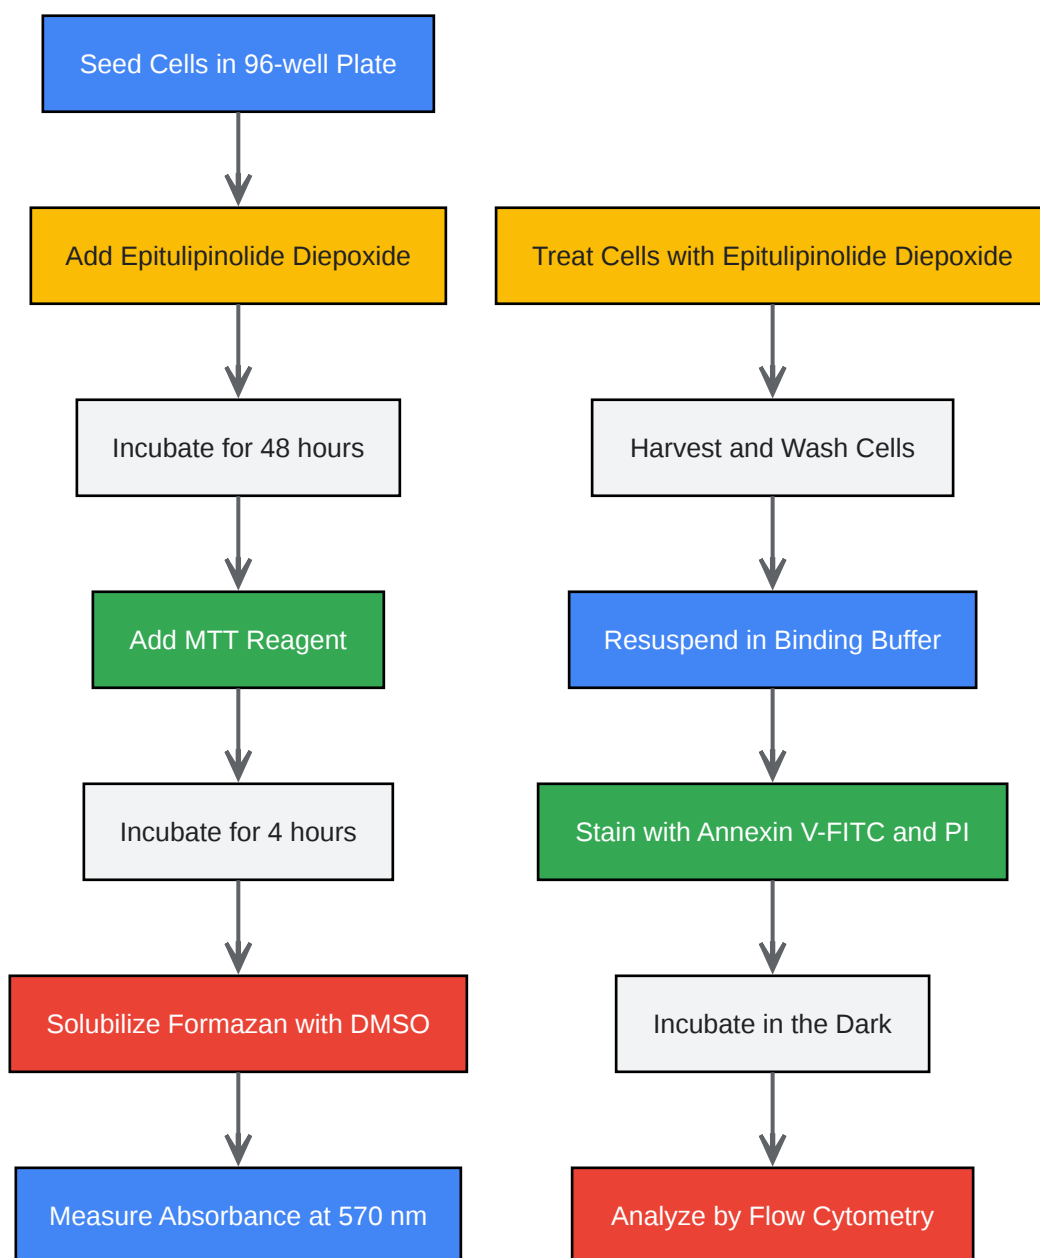 Seed Cells in 96-well Plate
Add Epitulipinolide Diepoxide
Incubate for 48 hours
Add MTT Reagent
Incubate for 4 hours
Solubilize Formazan with DMSO
Measure Absorbance at 570 nm
Treat Cells with Epitulipinolide Diepoxide
Harvest and Wash Cells
Resuspend in Binding Buffer
Stain with Annexin V-FITC and PI
Incubate in the Dark
Analyze by Flow Cytometry